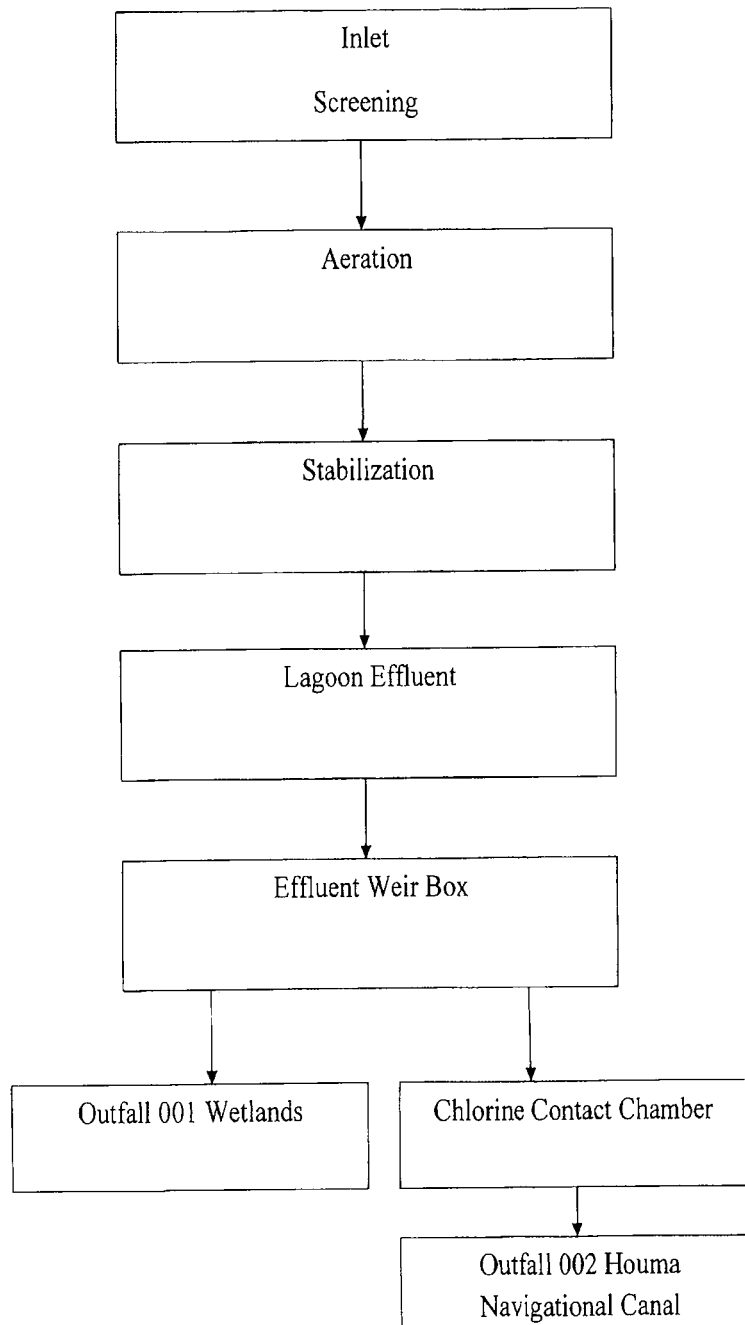 Inlet
Screening
Aeration
Stabilization
Lagoon Effluent
Effluent Weir Box
Outfall 001 Wetlands
Chlorine Contact Chamber
Outfall 002 Houma
Navigational Canal